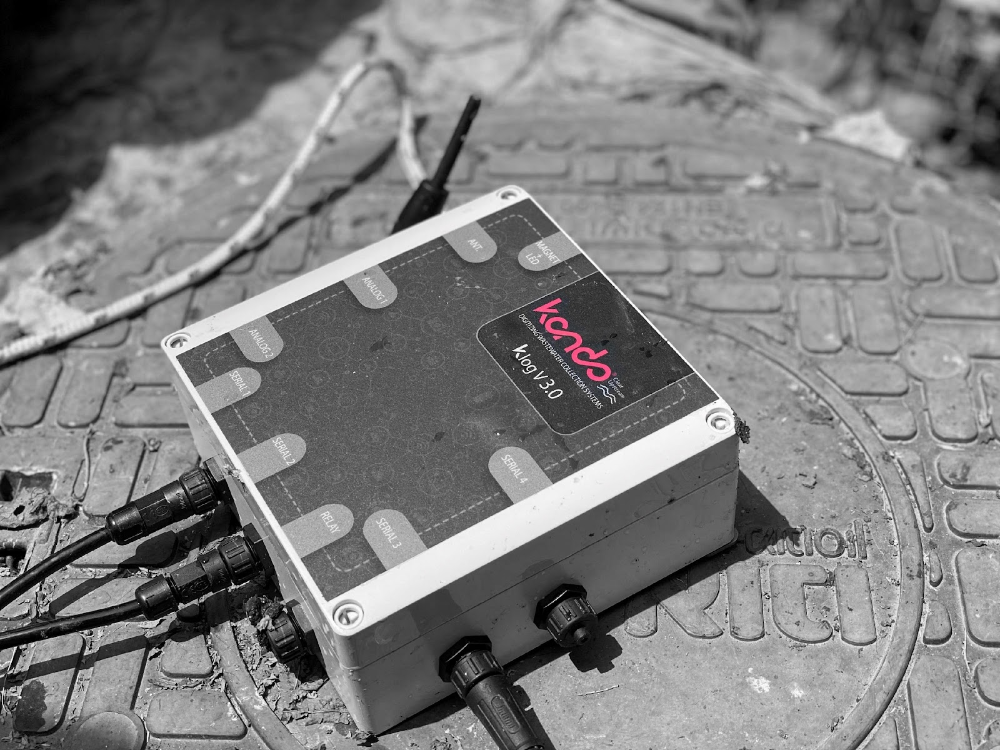 ANT.
MAGNET
+
LED
ANALOG 1
ANALOG 2
SERIAL 1
SERIAL 2
RELAY
SERIAL 3
SERIAL 4
kando®
DIGITIZING WASTEWATER COLLECTION SYSTEMS
Clear
Upstream
klog V 3.0